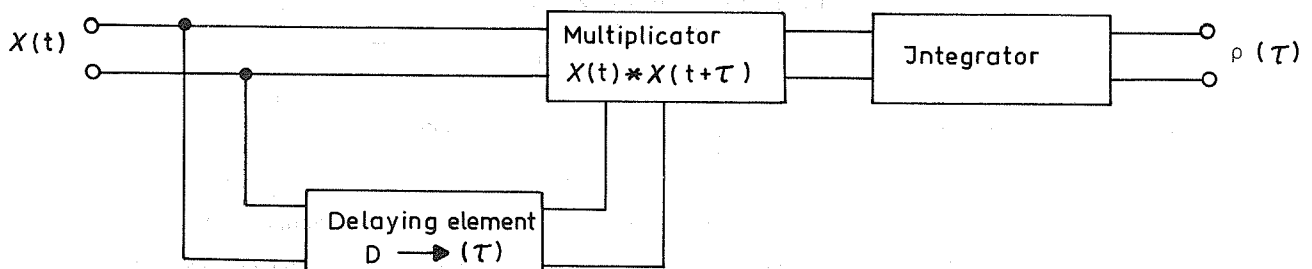 X(t)
Multiplicator
X(t)*X(t+τ)
Jntegrator
ρ (τ)
Delaying element
D → (τ)